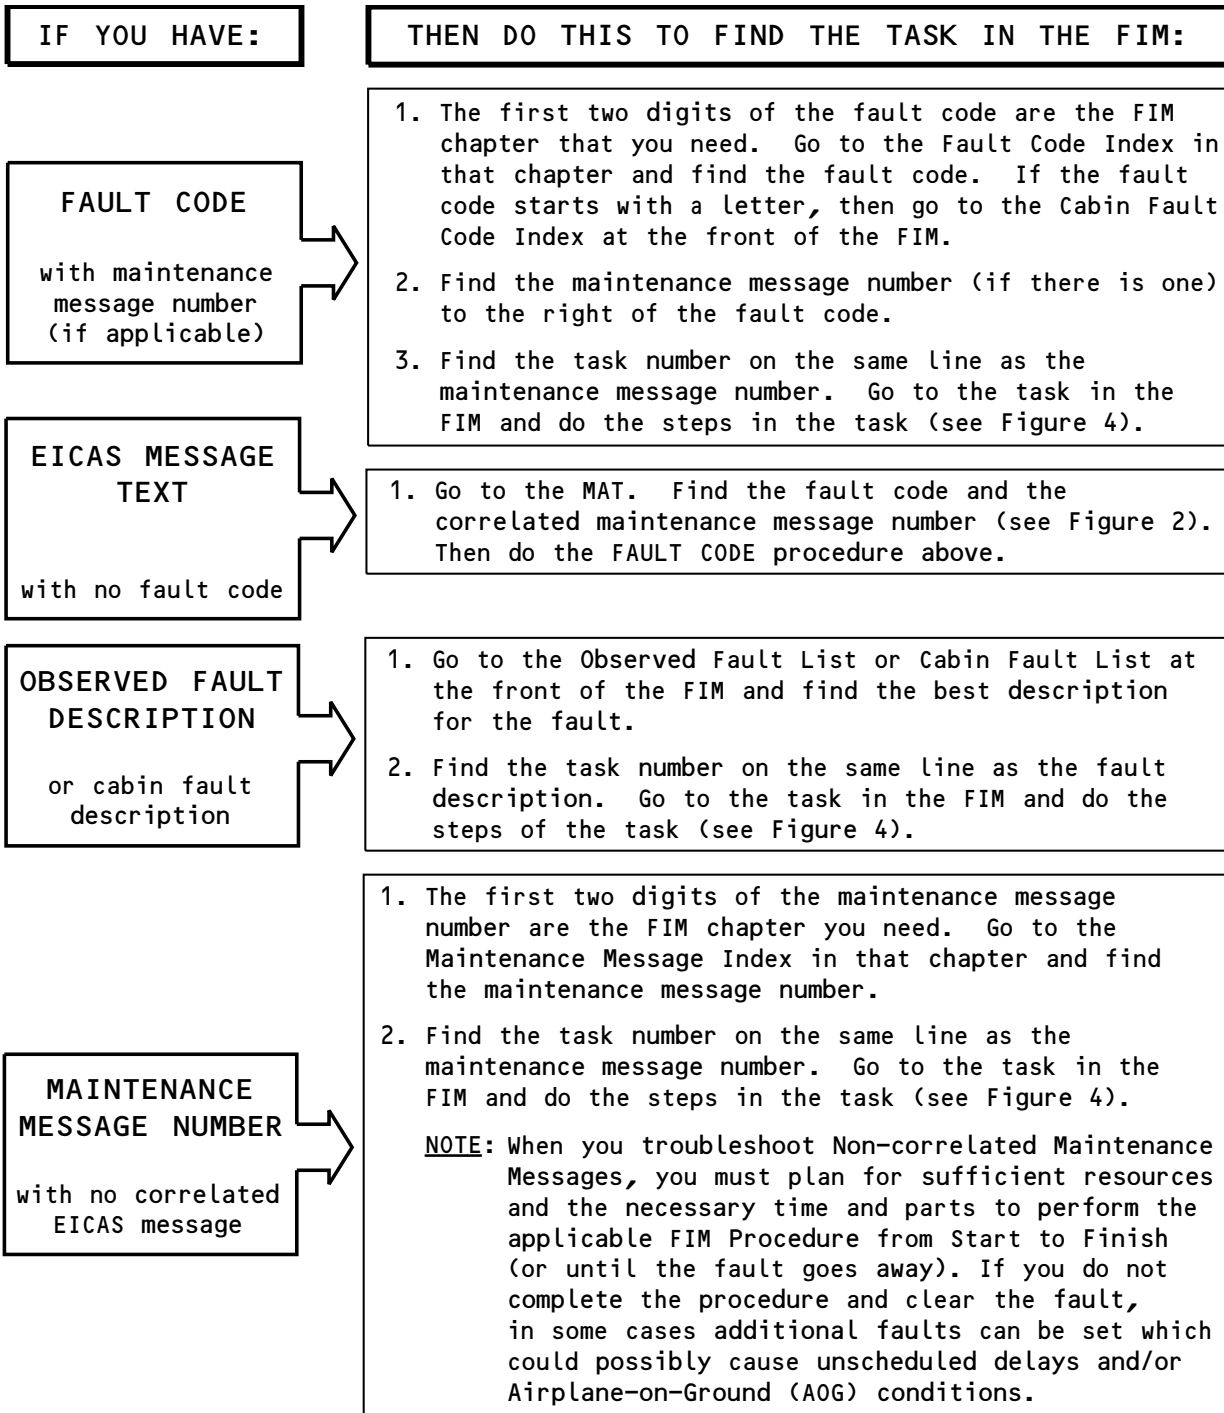 IF YOU HAVE:
THEN DO THIS TO FIND THE TASK IN THE FIM:
FAULT CODE
with maintenance
message number
(if applicable)
1. The first two digits of the fault code are the FIM
chapter that you need. Go to the Fault Code Index in
that chapter and find the fault code. If the fault
code starts with a letter, then go to the Cabin Fault
Code Index at the front of the FIM.
2. Find the maintenance message number (if there is one)
to the right of the fault code.
3. Find the task number on the same line as the
maintenance message number. Go to the task in the
FIM and do the steps in the task (see Figure 4).
EICAS MESSAGE
TEXT
with no fault code
1. Go to the MAT. Find the fault code and the
correlated maintenance message number (see Figure 2).
Then do the FAULT CODE procedure above.
OBSERVED FAULT
DESCRIPTION
or cabin fault
description
1. Go to the Observed Fault List or Cabin Fault List at
the front of the FIM and find the best description
for the fault.
2. Find the task number on the same line as the fault
description. Go to the task in the FIM and do the
steps of the task (see Figure 4).
MAINTENANCE
MESSAGE NUMBER
with no correlated
EICAS message
1. The first two digits of the maintenance message
number are the FIM chapter you need. Go to the
Maintenance Message Index in that chapter and find
the maintenance message number.
2. Find the task number on the same line as the
maintenance message number. Go to the task in the
FIM and do the steps in the task (see Figure 4).
NOTE: When you troubleshoot Non-correlated Maintenance
Messages, you must plan for sufficient resources
and the necessary time and parts to perform the
applicable FIM Procedure from Start to Finish
(or until the fault goes away). If you do not
complete the procedure and clear the fault,
in some cases additional faults can be set which
could possibly cause unscheduled delays and/or
Airplane-on-Ground (AOG) conditions.